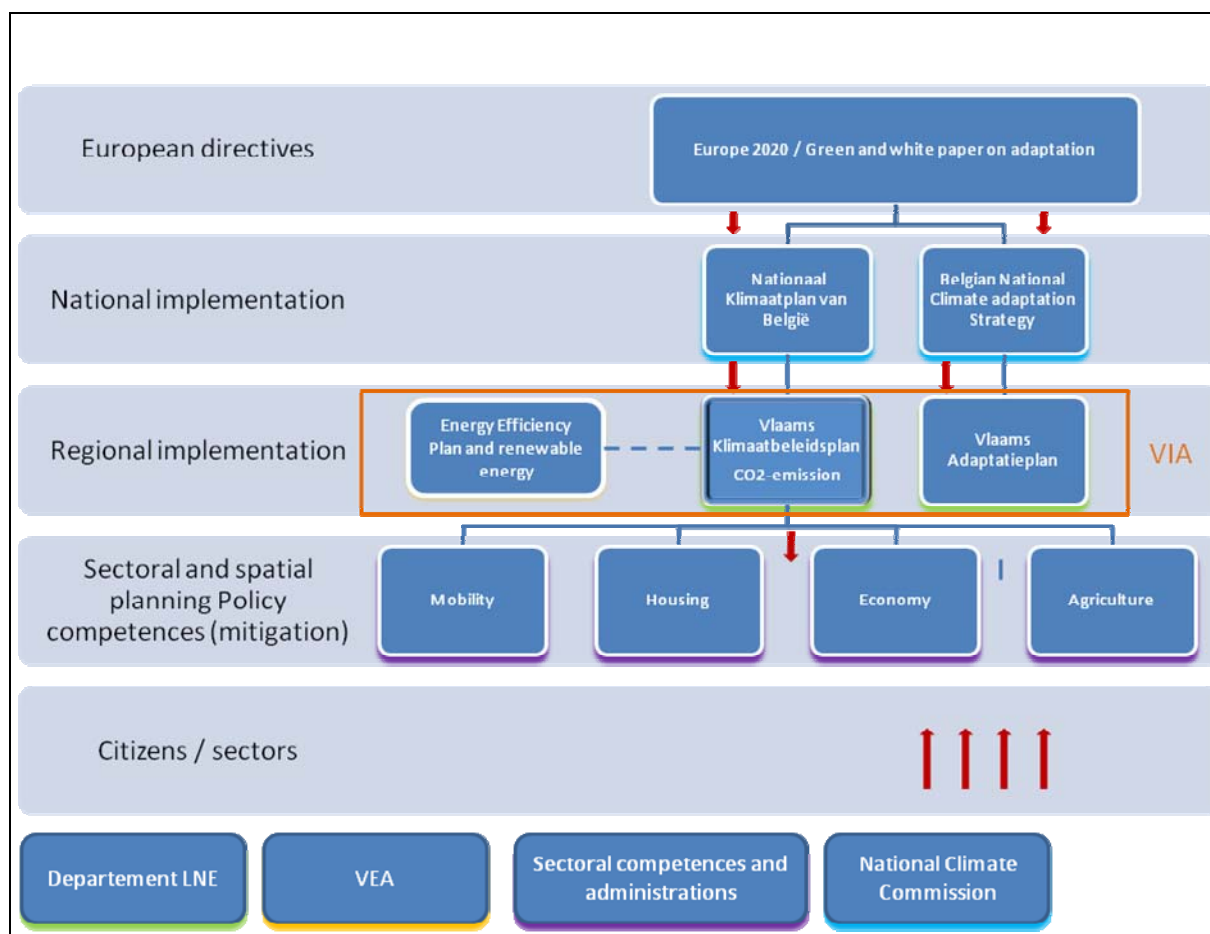 European directives
Europe 2020 / Green and white paper on adaptation
National implementation
Nationaal
Klimaatplan van
België
Belgian National
Climate adaptation
Strategy
Regional implementation
Energy Efficiency
Plan and renewable
energy
Vlaams
Klimaatbeleidsplan
CO2-emission
Vlaams
Adaptatieplan
VIA
Sectoral and spatial
planning Policy
competences (mitigation)
Mobility
Housing
Economy
Agriculture
Citizens / sectors
Departement LNE
VEA
Sectoral competences and
administrations
National Climate
Commission